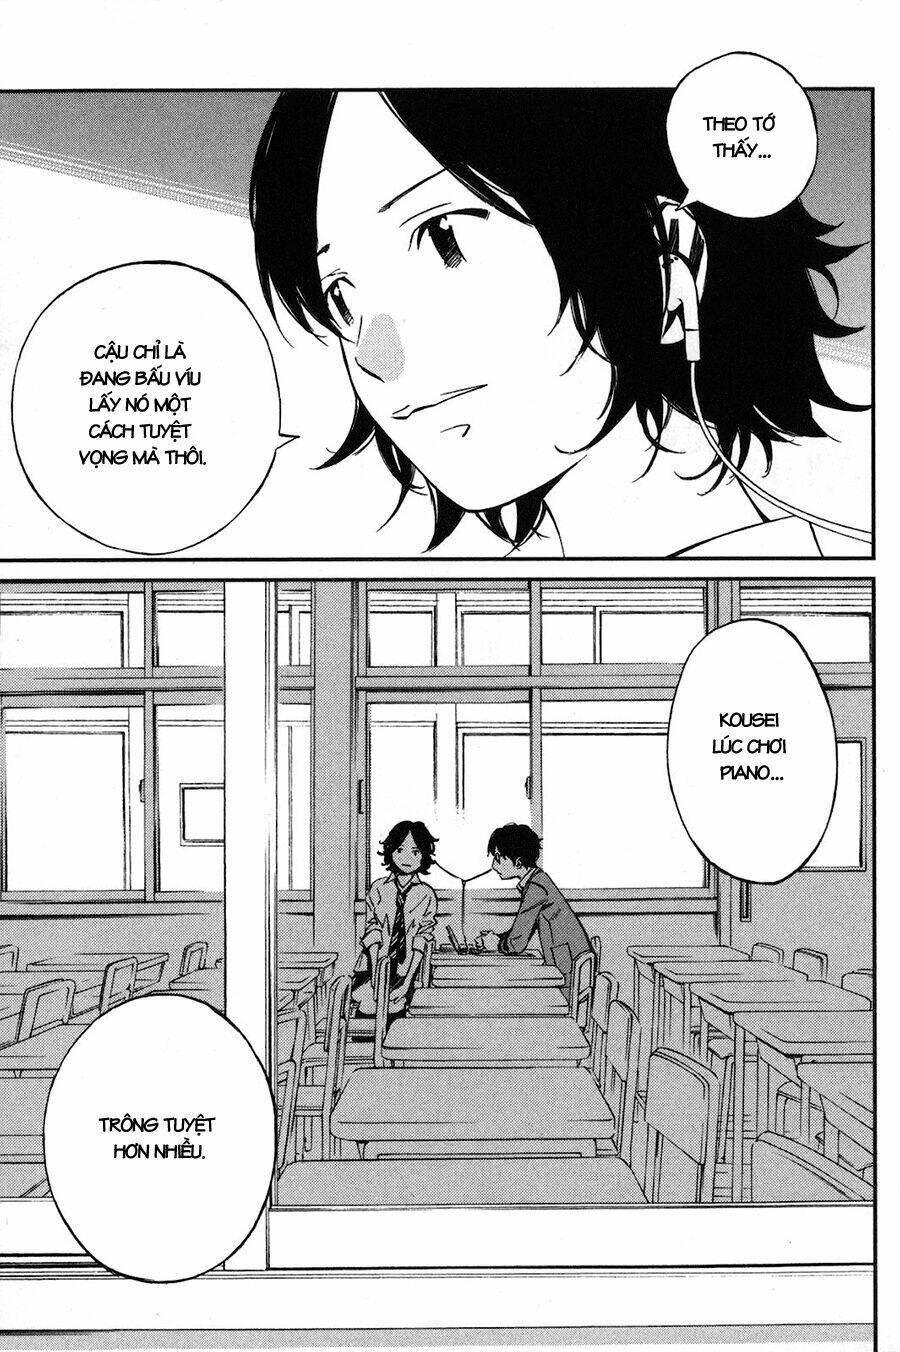 THEO TỚ
THẤY...
CẬU CHỈ LÀ
ĐANG BẤU VÍU
LẤY NÓ MỘT
CÁCH TUYỆT
VỌNG MÀ THÔI.
KOUSEI
LÚC CHƠI
PIANO...
TRÔNG TUYỆT
HƠN NHIỀU.